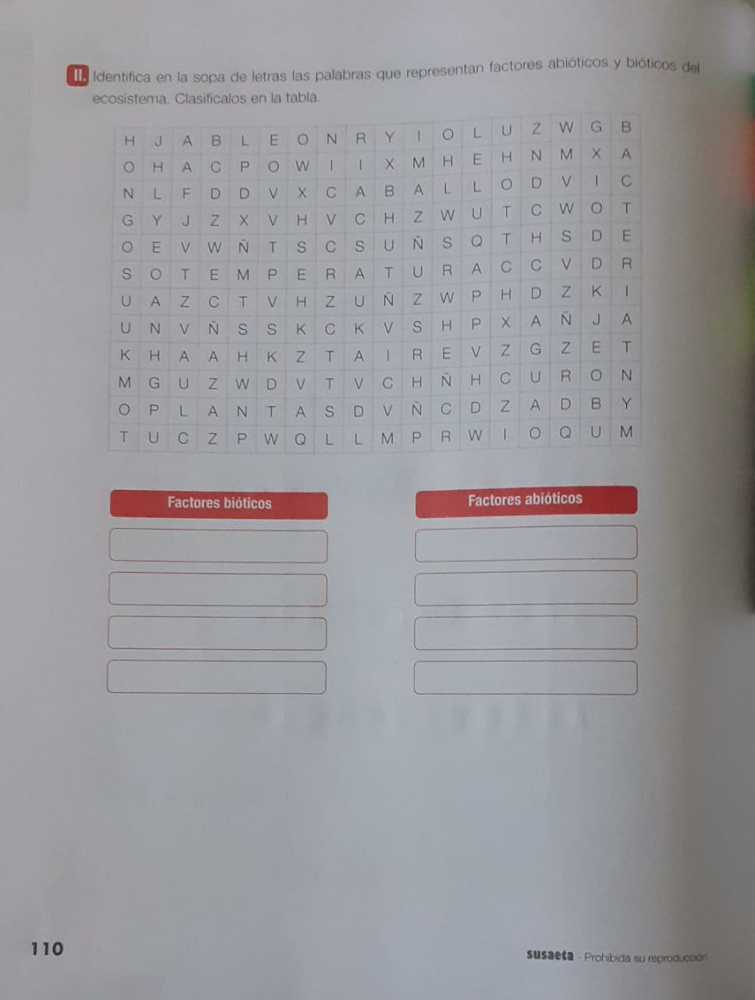 II. Identifica en la sopa de letras las palabras que representan factores abióticos y bióticos del
ecosistema. Clasifícalos en la tabla.
H J A B L E O N R Y I O L U Z W G B
O H A C P O W I I X M H E H N M X A
N L F D D V X C A B A L L O D V I C
G Y J Z X V H V C H Z W U T C W O T
O E V W Ñ T S C S U Ñ S Q T H S D E
S O T E M P E R A T U R A C C V D R
U A Z C T V H Z U Ñ Z W P H D Z K I
U N V Ñ S S K C K V S H P X A Ñ J A
K H A A H K Z T A I R E V Z G Z E T
M G U Z W D V T V C H Ñ H C U R O N
O P L A N T A S D V Ñ C D Z A D B Y
T U C Z P W Q L L M P R W I O Q U M
Factores bióticos
Factores abióticos
110
susaeta - Prohibida su reproducción